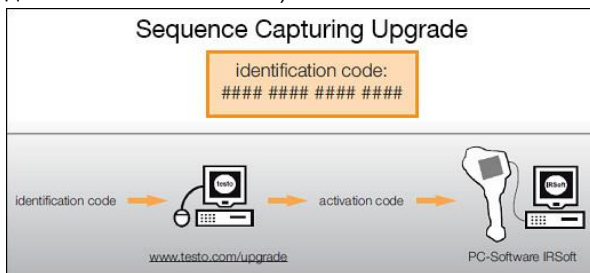 Sequence Capturing Upgrade
identification code:
#### #### #### ####
testo
IRSoft
identification code
activation code
www.testo.com/upgrade
PC-Software IRSoft